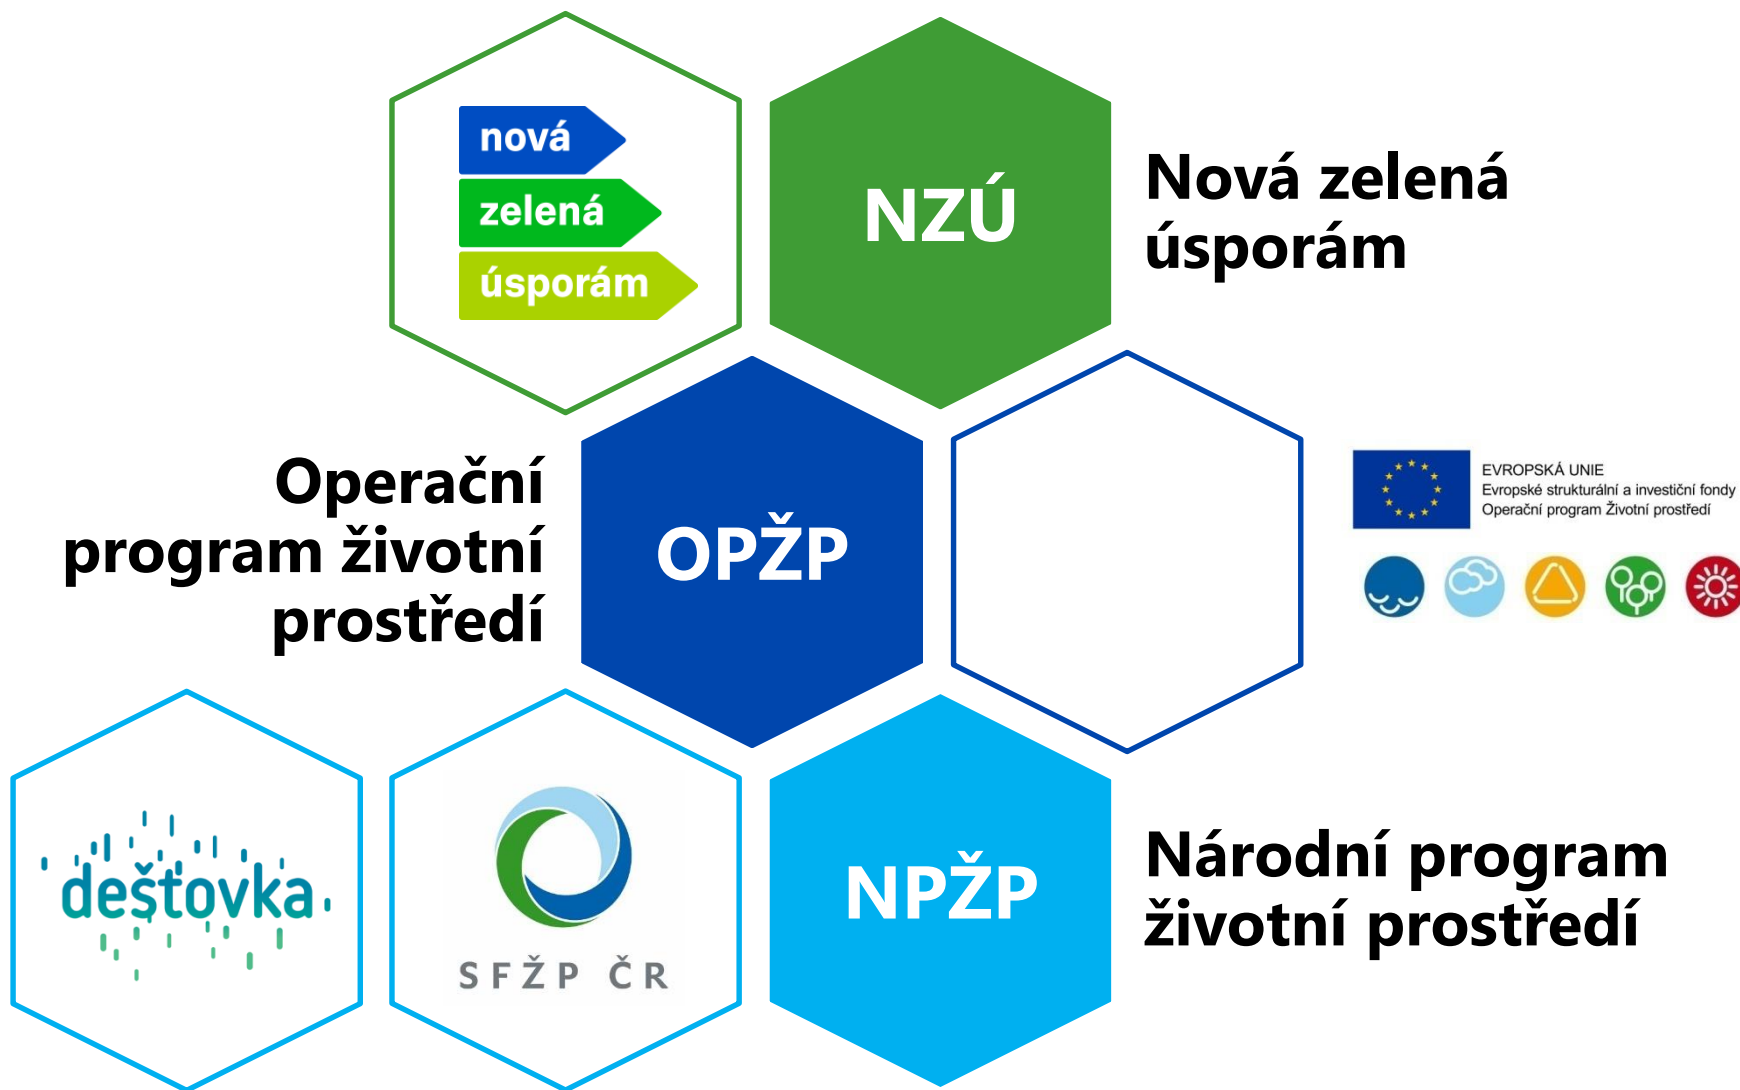 nová
zelená
úsporám
NZÚ
Nová zelená
úsporám
Operační
program životní
prostředí
OPŽP
EVROPSKÁ UNIE
Evropské strukturální a investiční fondy
Operační program Životní prostředí
dešťovka
SFŽP ČR
NPŽP
Národní program
životní prostředí